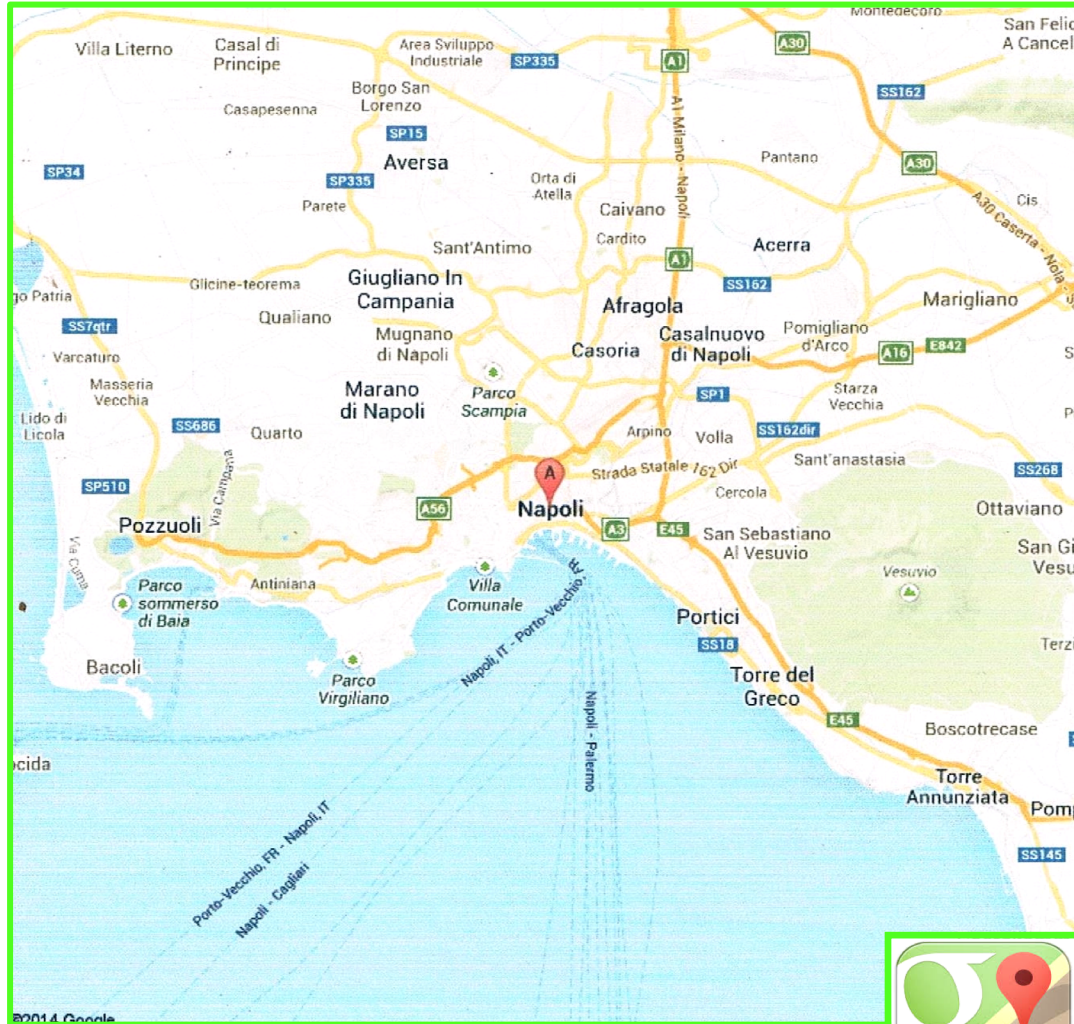 Montedecoro
San Felic
A Cancel
Villa Literno
Casal di
Principe
Area Sviluppo
Industriale
SP335
A1
A30
Borgo San
Lorenzo
SS162
Casapesenna
A1 Milano - Napoli
SP15
Aversa
Pantano
A30
SP34
SP335
Orta di
Atella
Parete
Caivano
Cis
A30 Caserta - Nola - S
Cardito
Acerra
Sant'Antimo
A1
SS162
Glicine-teorema
Giugliano In
Campania
go Patria
Afragola
Marigliano
Qualiano
SS7qtr
Mugnano
di Napoli
Casalnuovo
di Napoli
Pomigliano
d'Arco
E842
A16
Varcaturo
Casoria
S
Masseria
Vecchia
Marano
di Napoli
Parco
Scampia
SP1
Starza
Vecchia
Lido di
Licola
SS686
Quarto
Arpino
Volla
SS162dir
P
Via Campana
Strada Statale 162 Dir
Sant'anastasia
SS268
A
SP510
Cercola
Napoli
A56
Ottaviano
Pozzuoli
A3
E45
San Sebastiano
Al Vesuvio
San Gi
Vesu
Via Cuma
Vesuvio
Antiniana
Parco
sommerso
di Baia
Villa
Comunale
Portici
SS18
Napoli, IT - Porto-Vecchio, FR
Terzi
Bacoli
Parco
Virgiliano
Torre del
Greco
Napoli - Palermo
E45
Boscotrecase
E
ocida
Torre
Annunziata
Pomp
Porto-Vecchio, FR - Napoli, IT
SS145
Napoli - Cagliari
©2014 Google